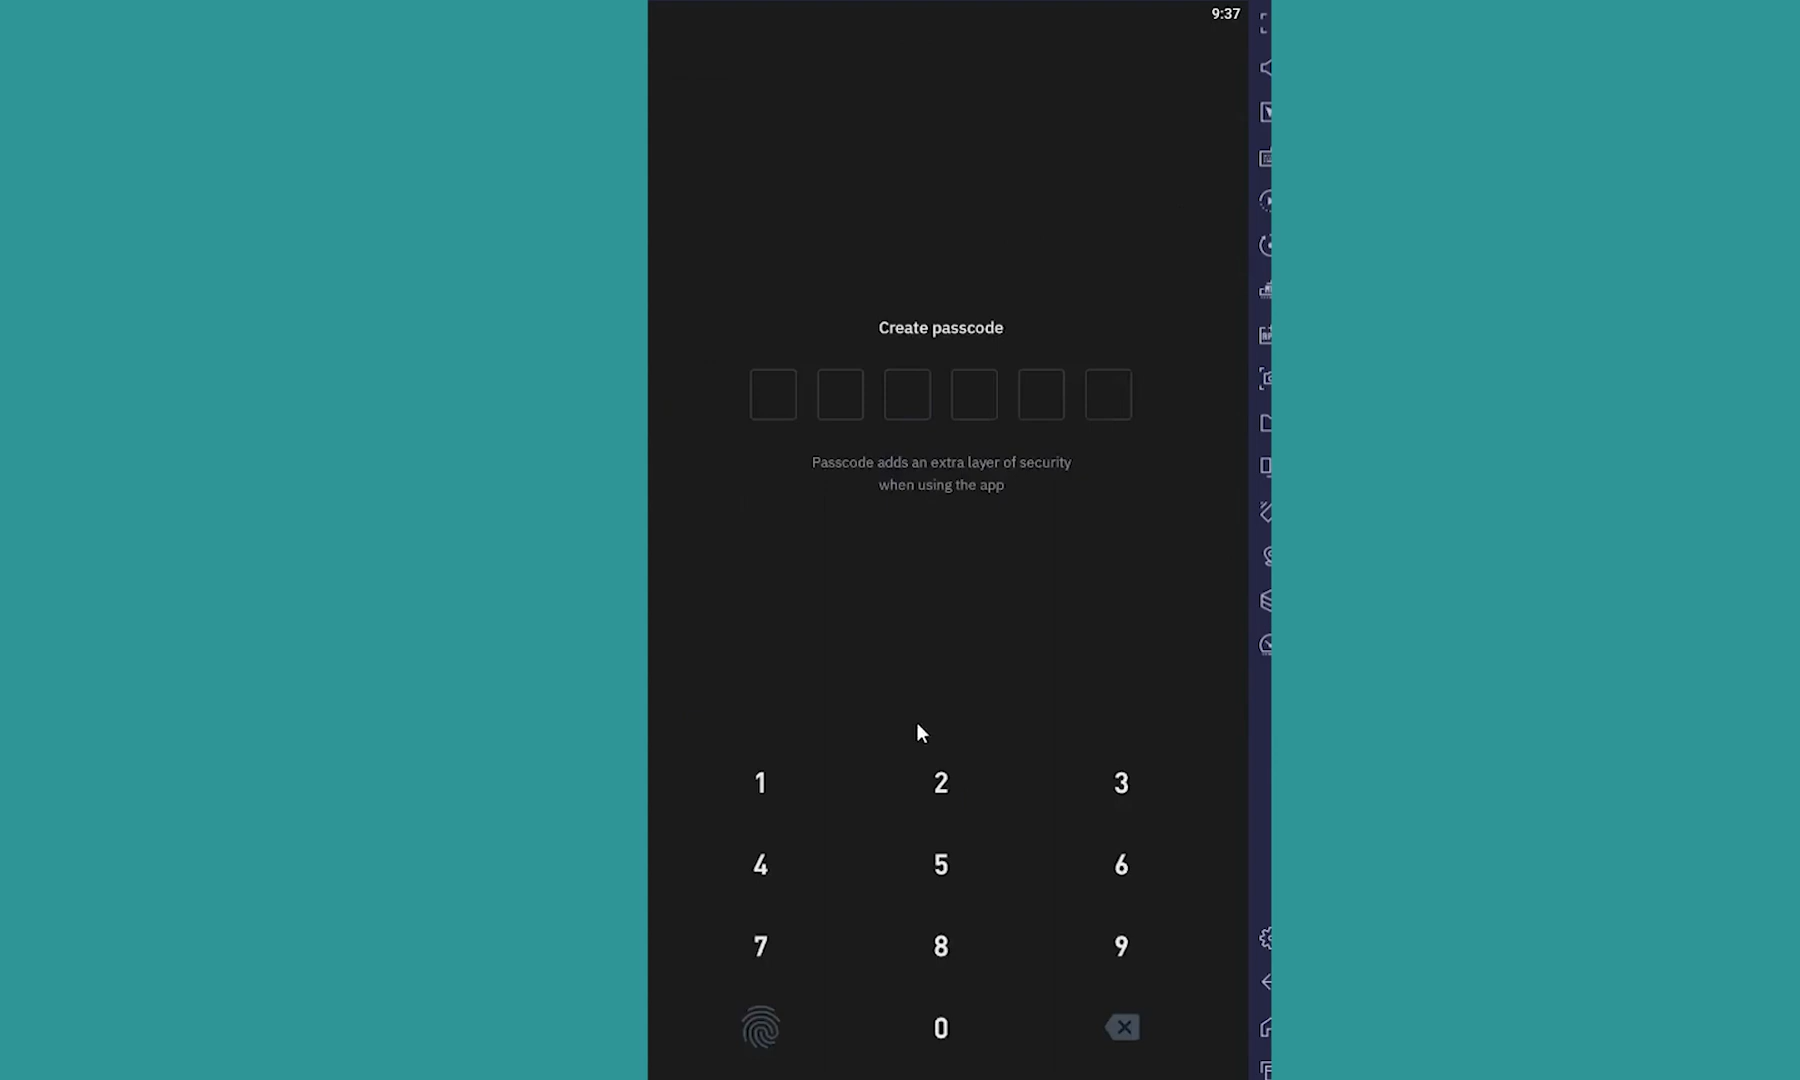 9:37
Create passcode
Passcode adds an extra layer of security
when using the app
1 2 3
4 5 6
7 8 9
0